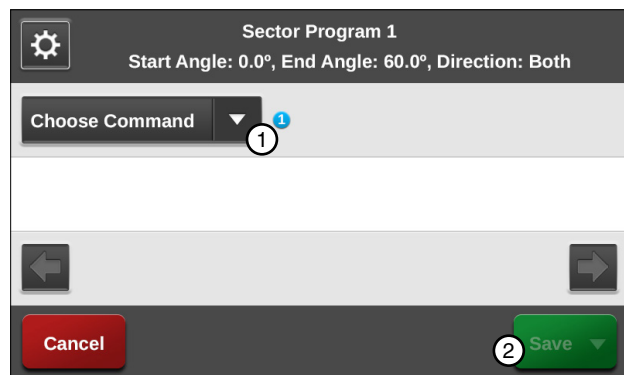 Sector Program 1
Start Angle: 0.0º, End Angle: 60.0º, Direction: Both
Choose Command
1
1
Cancel
2
Save